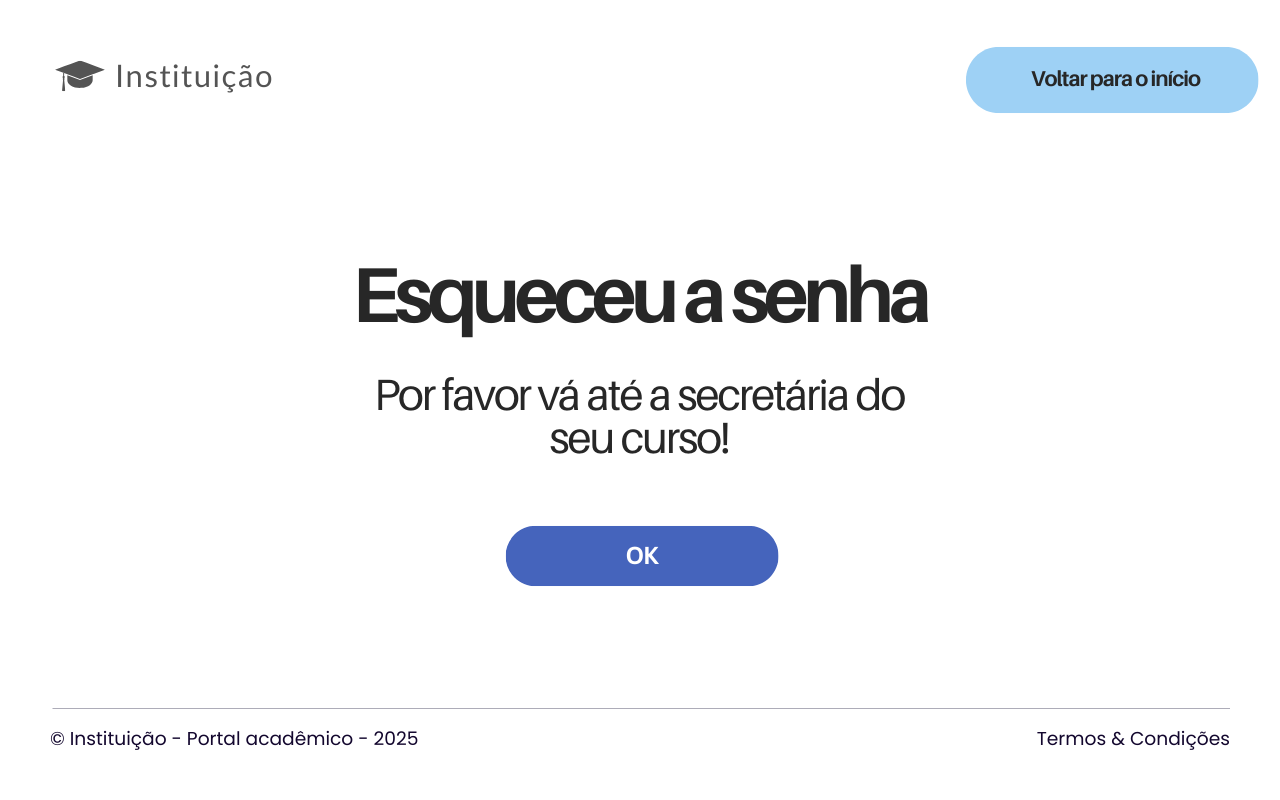 Instituição
Voltar para o início
Esqueceu a senha
Por favor vá até a secretária do
seu curso!
OK
© Instituição - Portal acadêmico - 2025
Termos & Condições